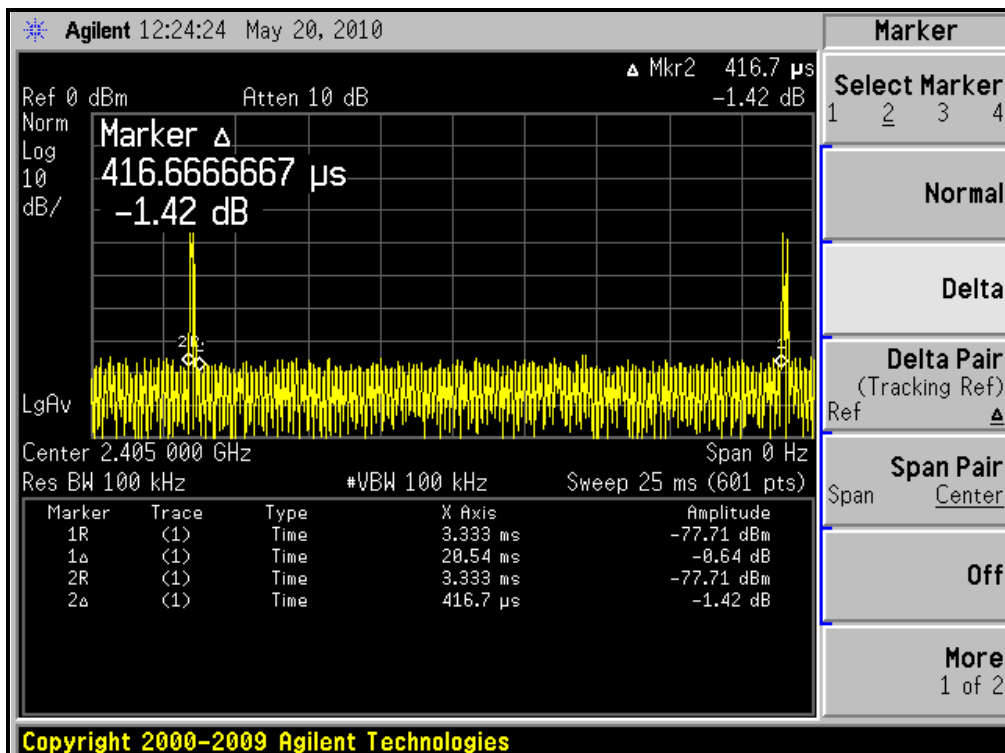 Agilent 12:24:24 May 20, 2010
Marker
Δ Mkr2 416.7 µs
Ref 0 dBm Atten 10 dB -1.42 dB
Norm
Log
10
dB/
Marker Δ
416.6666667 µs
-1.42 dB
LgAv
Center 2.405 000 GHz Span 0 Hz
Res BW 100 kHz #VBW 100 kHz Sweep 25 ms (601 pts)
Marker Trace Type X Axis Amplitude
1R (1) Time 3.333 ms -77.71 dBm
1Δ (1) Time 20.54 ms -0.64 dB
2R (1) Time 3.333 ms -77.71 dBm
2Δ (1) Time 416.7 µs -1.42 dB
Select Marker
1 2 3 4
Normal
Delta
Delta Pair
(Tracking Ref)
Ref Δ
Span Pair
Span Center
Off
More
1 of 2
Copyright 2000-2009 Agilent Technologies